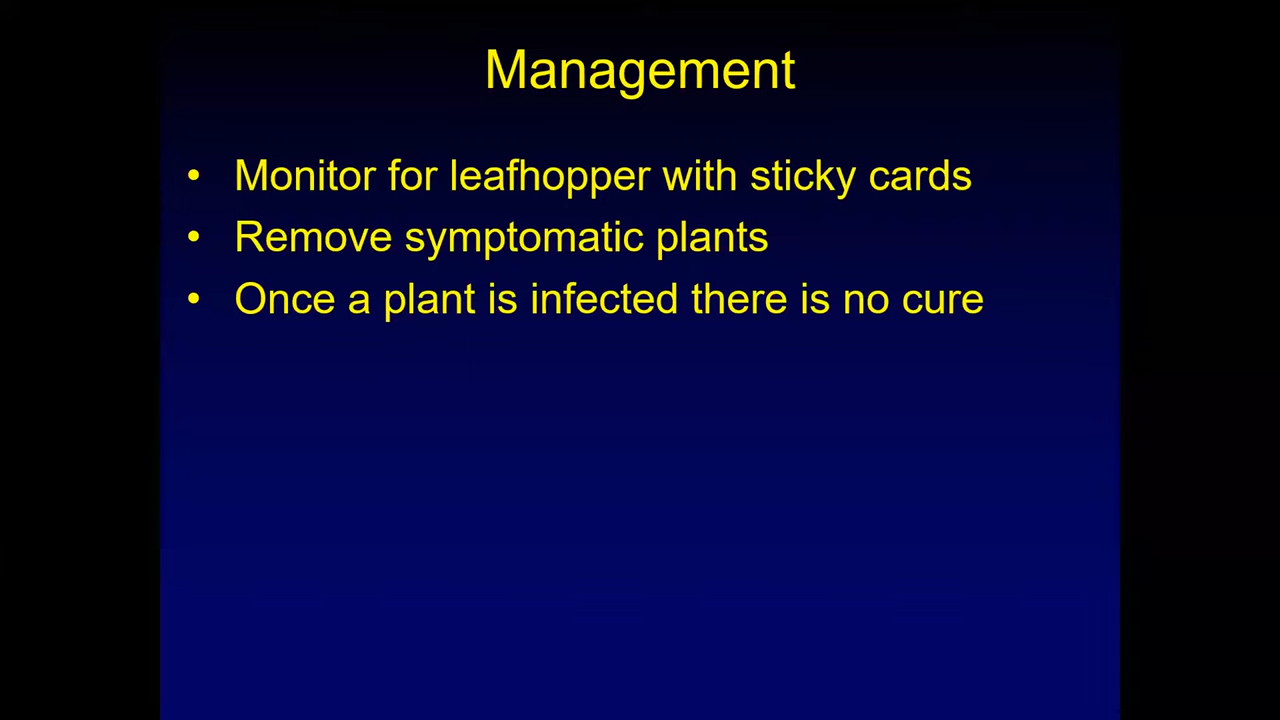 Management
• Monitor for leafhopper with sticky cards
• Remove symptomatic plants
• Once a plant is infected there is no cure